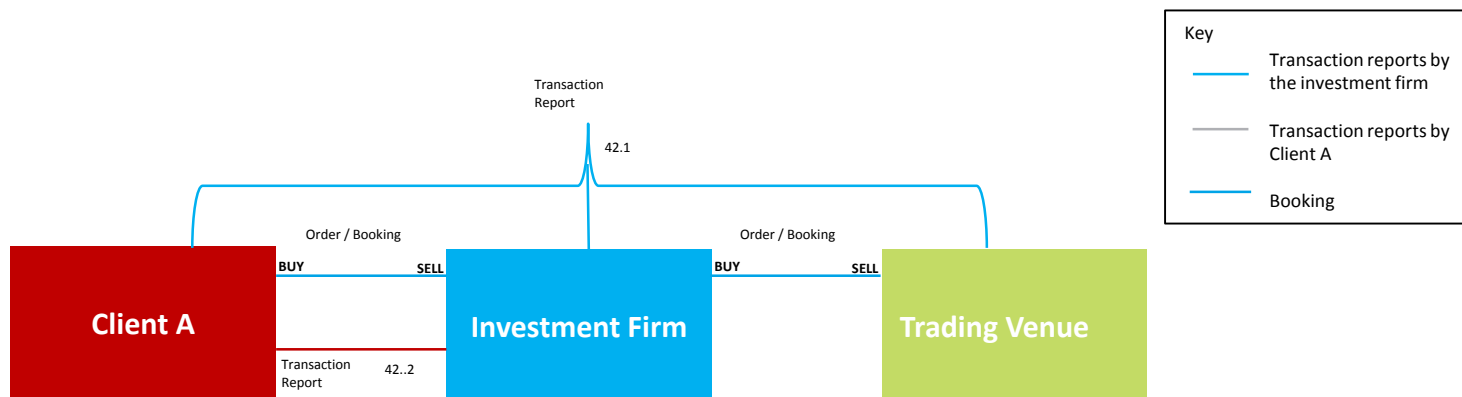 Key
Transaction reports by
the investment firm
Transaction reports by
Client A
Booking
Transaction
Report
42.1
Order / Booking
Order / Booking
BUY
SELL
BUY
SELL
Client A
Investment Firm
Trading Venue
Transaction
Report
42..2